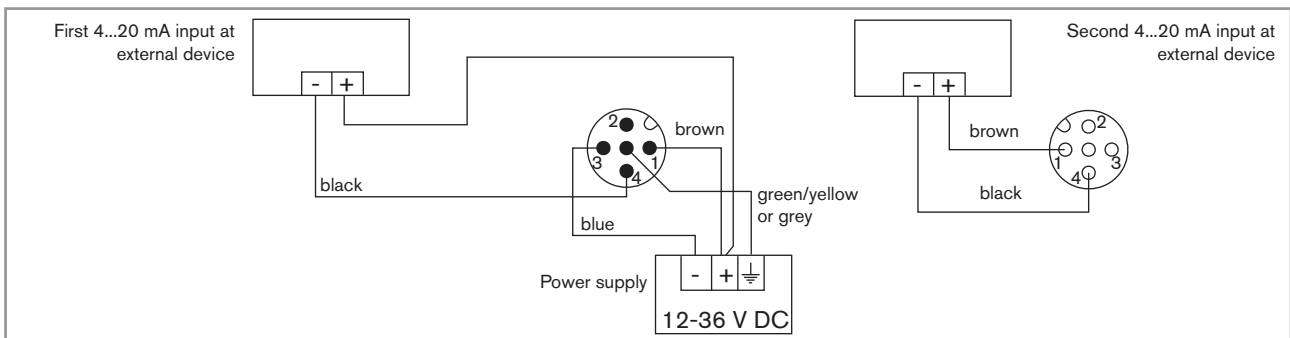 First 4...20 mA input at
external device
- +
2
3
1
4
brown
black
blue
green/yellow
or grey
Power supply
- +
12-36 V DC
Second 4...20 mA input at
external device
- +
brown
black
2
1
3
4